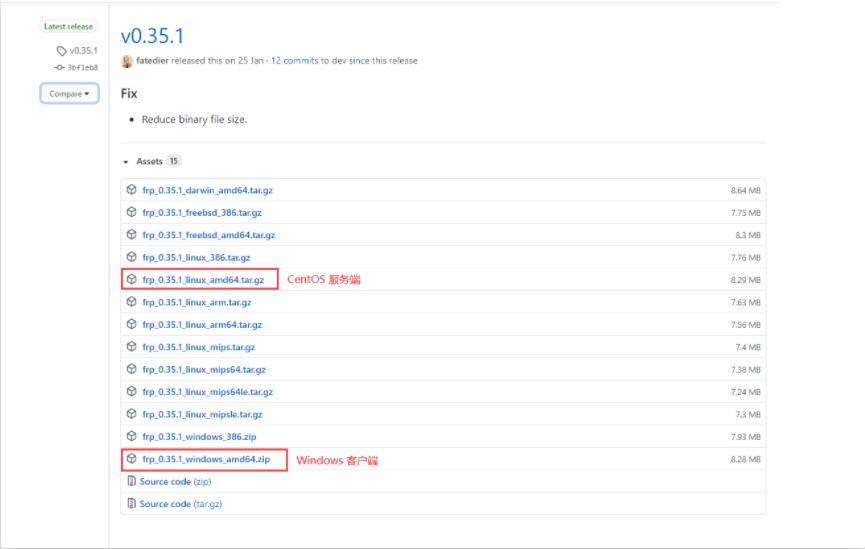 Latest release
v0.35.1
3bf1eb8
Compare
v0.35.1
fatedier released this on 25 Jan · 12 commits to dev since this release
Fix
Reduce binary file size.
Assets 15
frp_0.35.1_darwin_amd64.tar.gz 8.64 MB
frp_0.35.1_freebsd_386.tar.gz 7.75 MB
frp_0.35.1_freebsd_amd64.tar.gz 8.3 MB
frp_0.35.1_linux_386.tar.gz 7.76 MB
frp_0.35.1_linux_amd64.tar.gz CentOS 服务端 8.29 MB
frp_0.35.1_linux_arm.tar.gz 7.63 MB
frp_0.35.1_linux_arm64.tar.gz 7.56 MB
frp_0.35.1_linux_mips.tar.gz 7.4 MB
frp_0.35.1_linux_mips64.tar.gz 7.38 MB
frp_0.35.1_linux_mips64le.tar.gz 7.24 MB
frp_0.35.1_linux_mipsle.tar.gz 7.3 MB
frp_0.35.1_windows_386.zip 7.93 MB
frp_0.35.1_windows_amd64.zip Windows 客户端 8.28 MB
Source code (zip)
Source code (tar.gz)